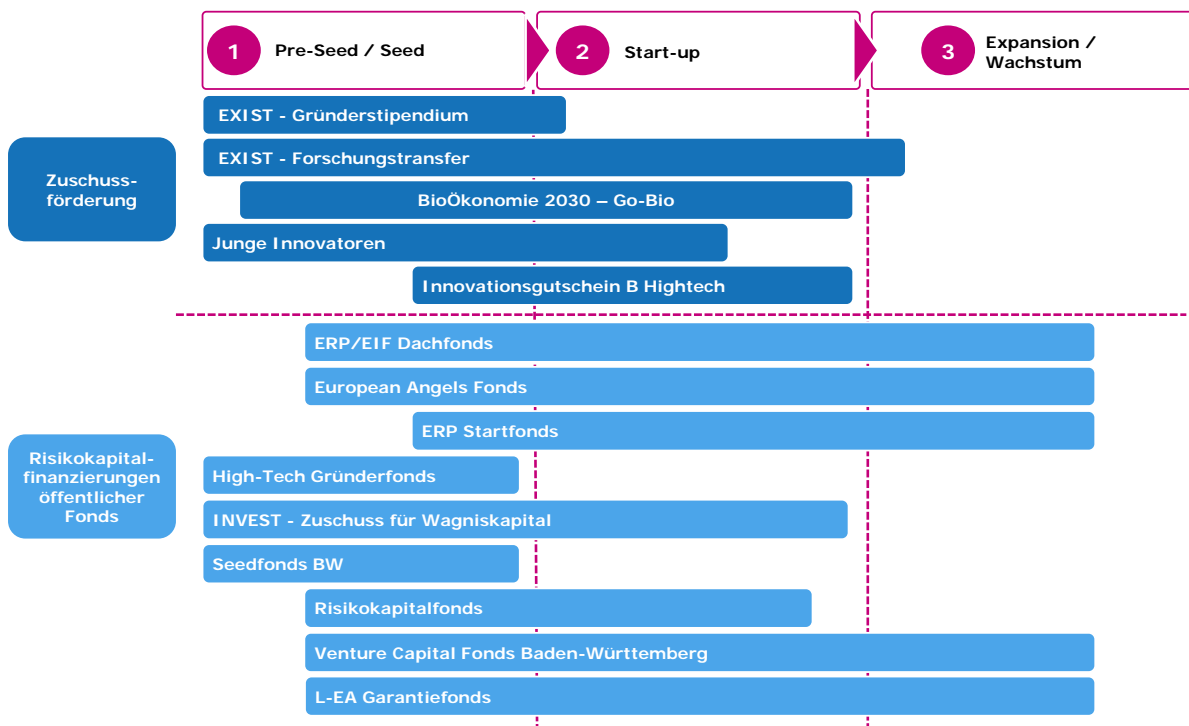 1
Pre-Seed / Seed
2
Start-up
3
Expansion /
Wachstum
Zuschuss-
förderung
EXIST - Gründerstipendium
EXIST - Forschungstransfer
BioÖkonomie 2030 – Go-Bio
Junge Innovatoren
Innovationsgutschein B Hightech
Risikokapital-
finanzierungen
öffentlicher
Fonds
ERP/EIF Dachfonds
European Angels Fonds
ERP Startfonds
High-Tech Gründerfonds
INVEST - Zuschuss für Wagniskapital
Seedfonds BW
Risikokapitalfonds
Venture Capital Fonds Baden-Württemberg
L-EA Garantiefonds